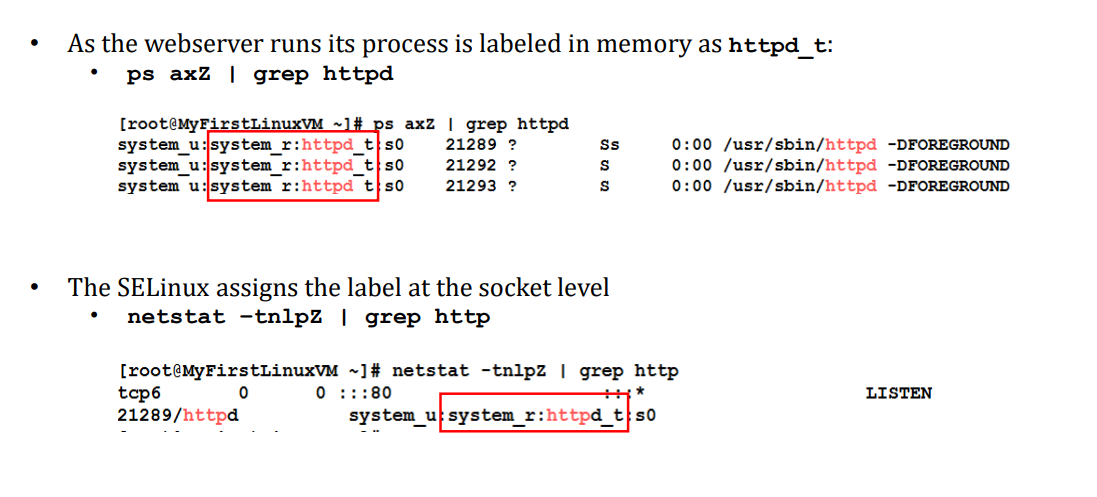 • As the webserver runs its process is labeled in memory as httpd_t:
• ps axZ | grep httpd
[root@MyFirstLinuxVM ~]# ps axZ | grep httpd
system_u:system_r:httpd_t:s0 21289 ? Ss 0:00 /usr/sbin/httpd -DFOREGROUND
system_u:system_r:httpd_t:s0 21292 ? S 0:00 /usr/sbin/httpd -DFOREGROUND
system u:system r:httpd t:s0 21293 ? S 0:00 /usr/sbin/httpd -DFOREGROUND
• The SELinux assigns the label at the socket level
• netstat –tnlpZ | grep http
[root@MyFirstLinuxVM ~]# netstat -tnlpZ | grep http
tcp6 0 0 :::80 :::* LISTEN
21289/httpd system_u:system_r:httpd_t:s0